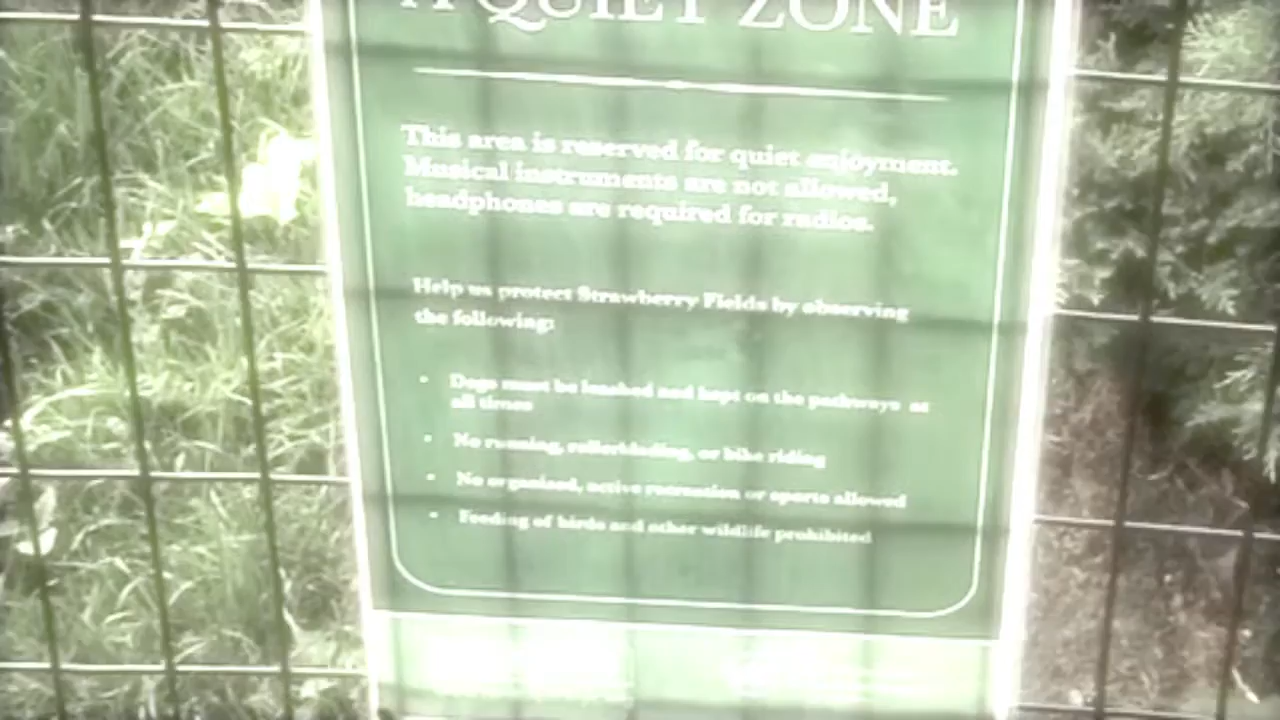 A QUIET ZONE
This area is reserved for quiet enjoyment.
Musical instruments are not allowed,
headphones are required for radios.
Help us protect Strawberry Fields by observing
the following:
• Dogs must be leashed and kept on the pathways at
all times
• No running, rollerblading, or bike riding
• No organized, active recreation or sports allowed
• Feeding of birds and other wildlife prohibited